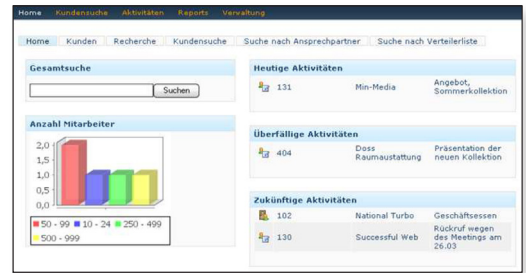 Home Kundensuche Aktivitäten Reports Verwaltung
Home Kunden Recherche Kundensuche Suche nach Ansprechpartner Suche nach Verteilerliste
Gesamtsuche
Suchen
Anzahl Mitarbeiter
2,0
1,5
1,0
0,5
0,0
50 - 99 10 - 24 250 - 499
500 - 999
Heutige Aktivitäten
131 Min-Media Angebot,
Sommerkollektion
Überfällige Aktivitäten
404 Doss Präsentation der
Raumaustattung neuen Kollektion
Zukünftige Aktivitäten
102 National Turbo Geschäftsessen
130 Successful Web Rückruf wegen
des Meetings am
26.03